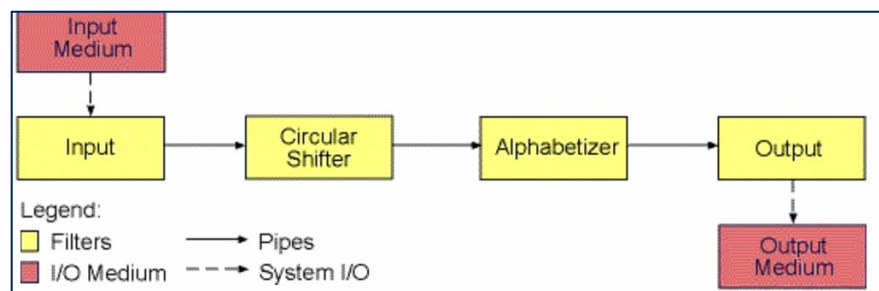 Input
Medium
Input
Circular
Shifter
Alphabetizer
Output
Legend:
Filters
Pipes
I/O Medium
System I/O
Output
Medium